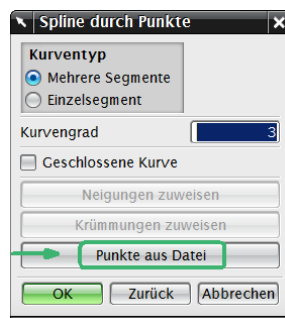 Spline durch Punkte
Kurventyp
Mehrere Segmente
Einzelsegment
Kurvengrad 3
Geschlossene Kurve
Neigungen zuweisen
Krümmungen zuweisen
Punkte aus Datei
OK Zurück Abbrechen